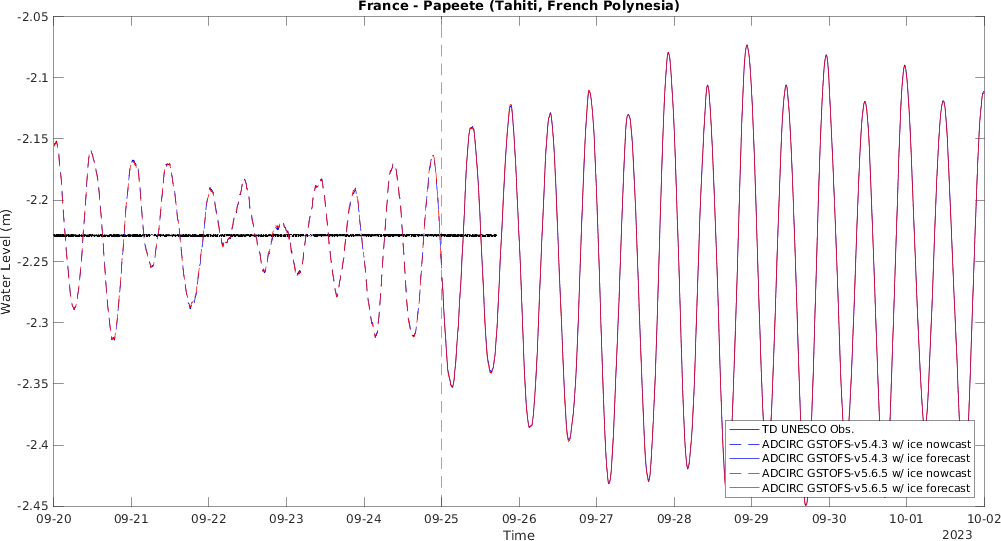 France - Papeete (Tahiti, French Polynesia)
-2.05
-2.1
-2.15
-2.2
-2.25
-2.3
-2.35
-2.4
-2.45
Water Level (m)
TD UNESCO Obs.
ADCIRC GSTOFS-v5.4.3 w/ ice nowcast
ADCIRC GSTOFS-v5.4.3 w/ ice forecast
ADCIRC GSTOFS-v5.6.5 w/ ice nowcast
ADCIRC GSTOFS-v5.6.5 w/ ice forecast
09-20 09-21 09-22 09-23 09-24 09-25 09-26 09-27 09-28 09-29 09-30 10-01 10-02
Time
2023